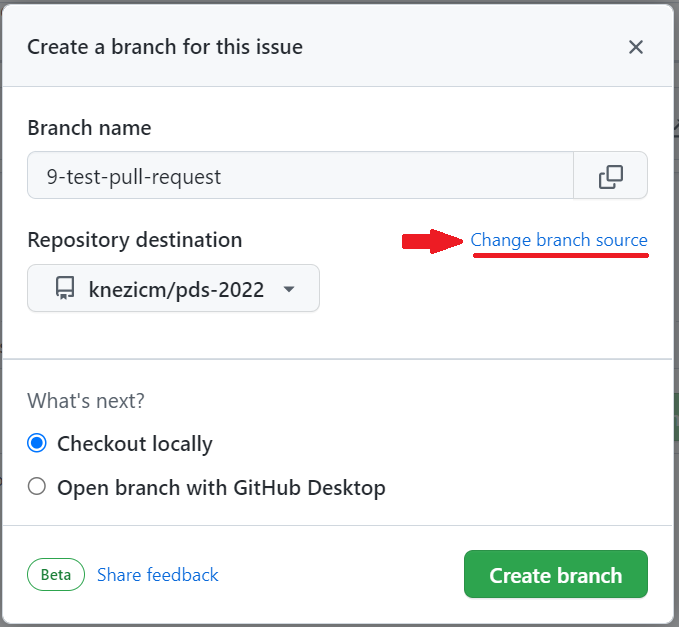 Create a branch for this issue
Branch name
9-test-pull-request
Repository destination
Change branch source
knezicm/pds-2022
What's next?
Checkout locally
Open branch with GitHub Desktop
Beta
Share feedback
Create branch